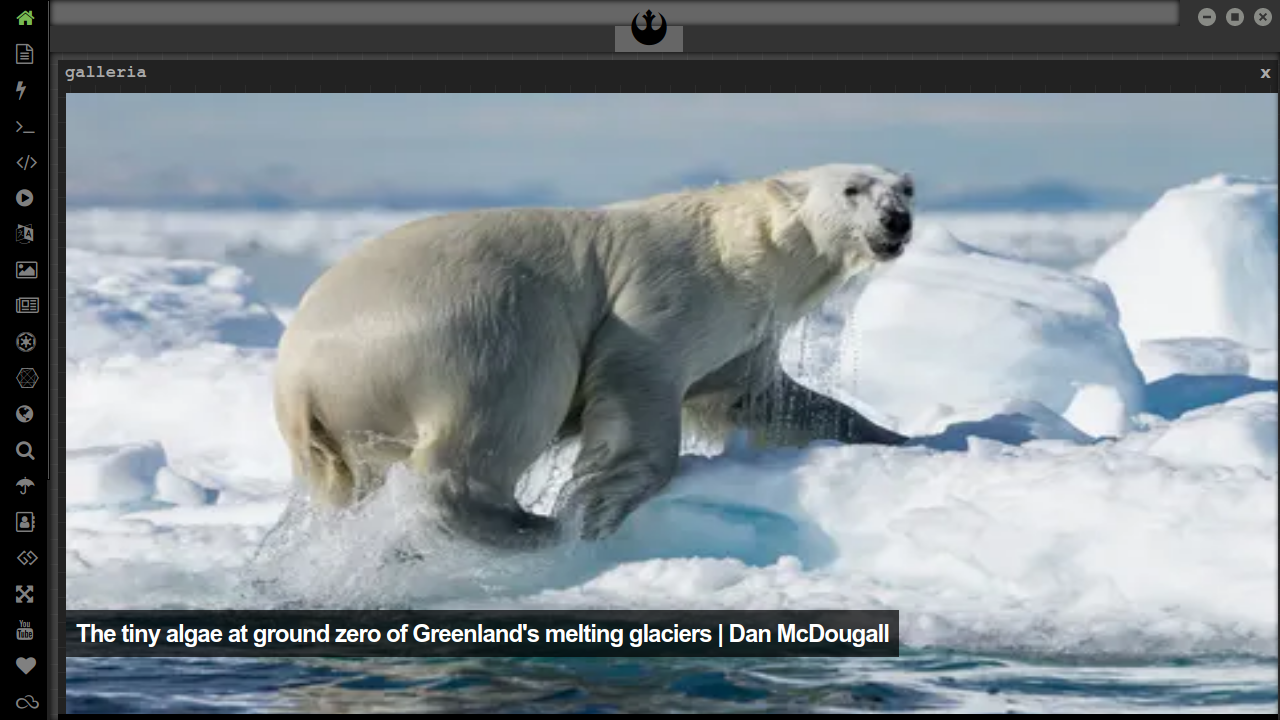 galleria
x
The tiny algae at ground zero of Greenland's melting glaciers | Dan McDougall
You
Tube